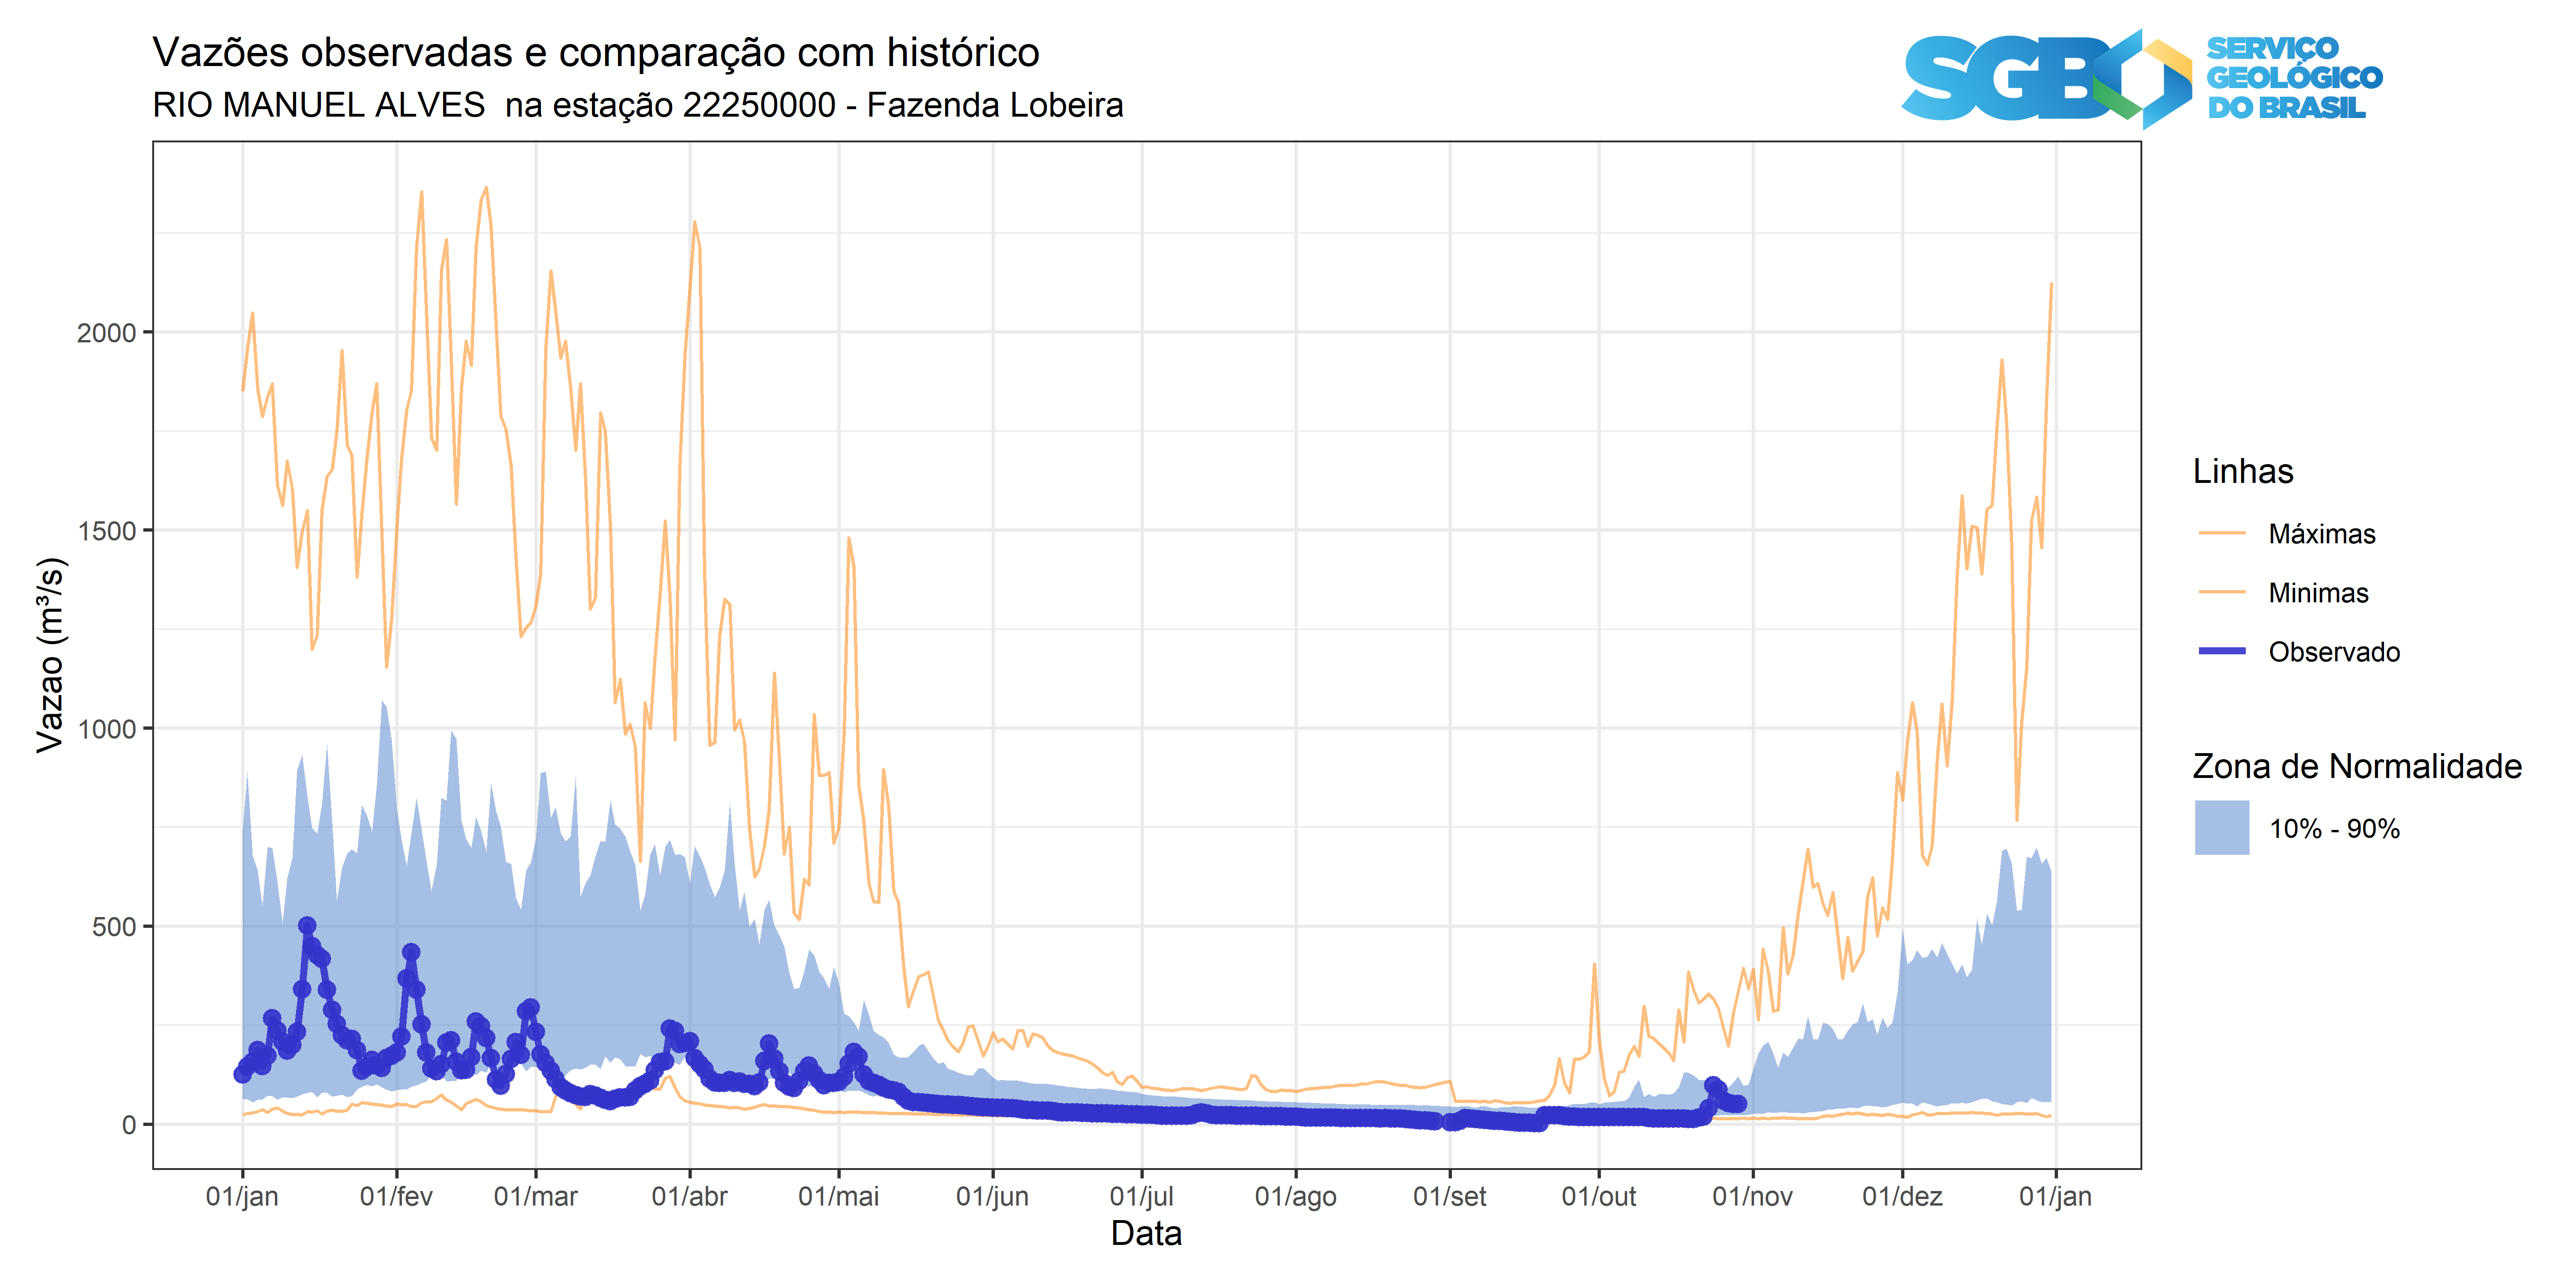 Vazões observadas e comparação com histórico
RIO MANUEL ALVES  na estação 22250000 - Fazenda Lobeira
SGB
SERVIÇO
GEOLÓGICO
DO BRASIL
Vazao (m³/s)
2000
1500
1000
500
0
01/jan
01/fev
01/mar
01/abr
01/mai
01/jun
01/jul
01/ago
01/set
01/out
01/nov
01/dez
01/jan
Data
Linhas
Máximas
Minimas
Observado
Zona de Normalidade
10% - 90%